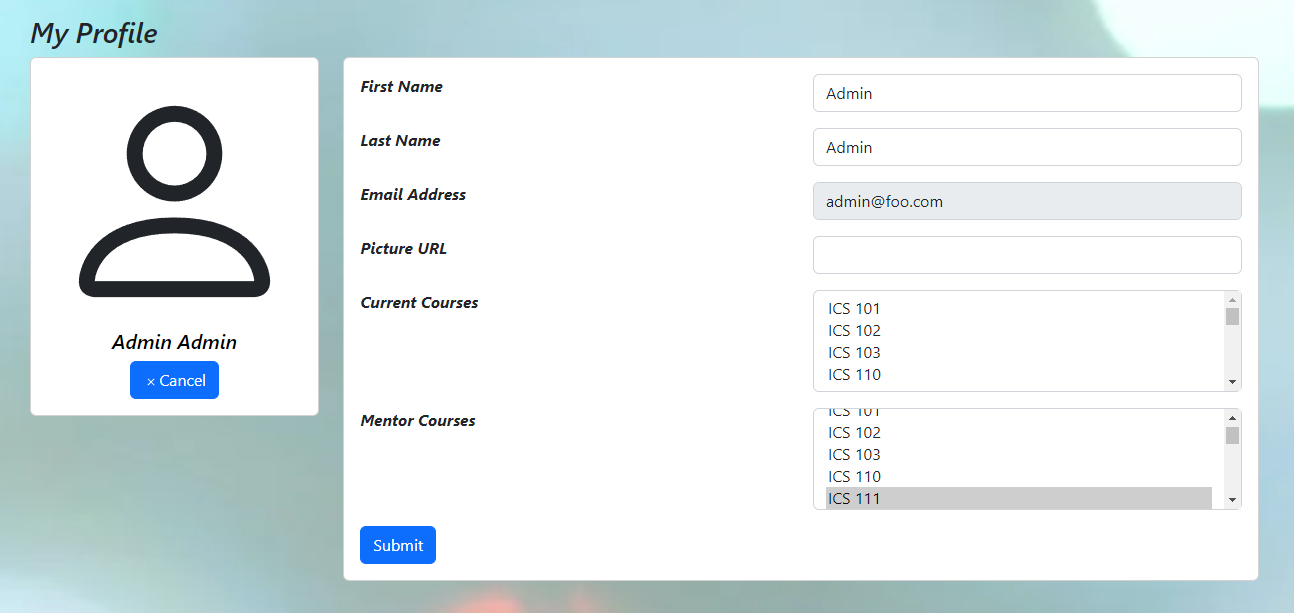 My Profile
Admin Admin
× Cancel
First Name
Admin
Last Name
Admin
Email Address
admin@foo.com
Picture URL
Current Courses
ICS 101
ICS 102
ICS 103
ICS 110
Mentor Courses
ICS 101
ICS 102
ICS 103
ICS 110
ICS 111
Submit